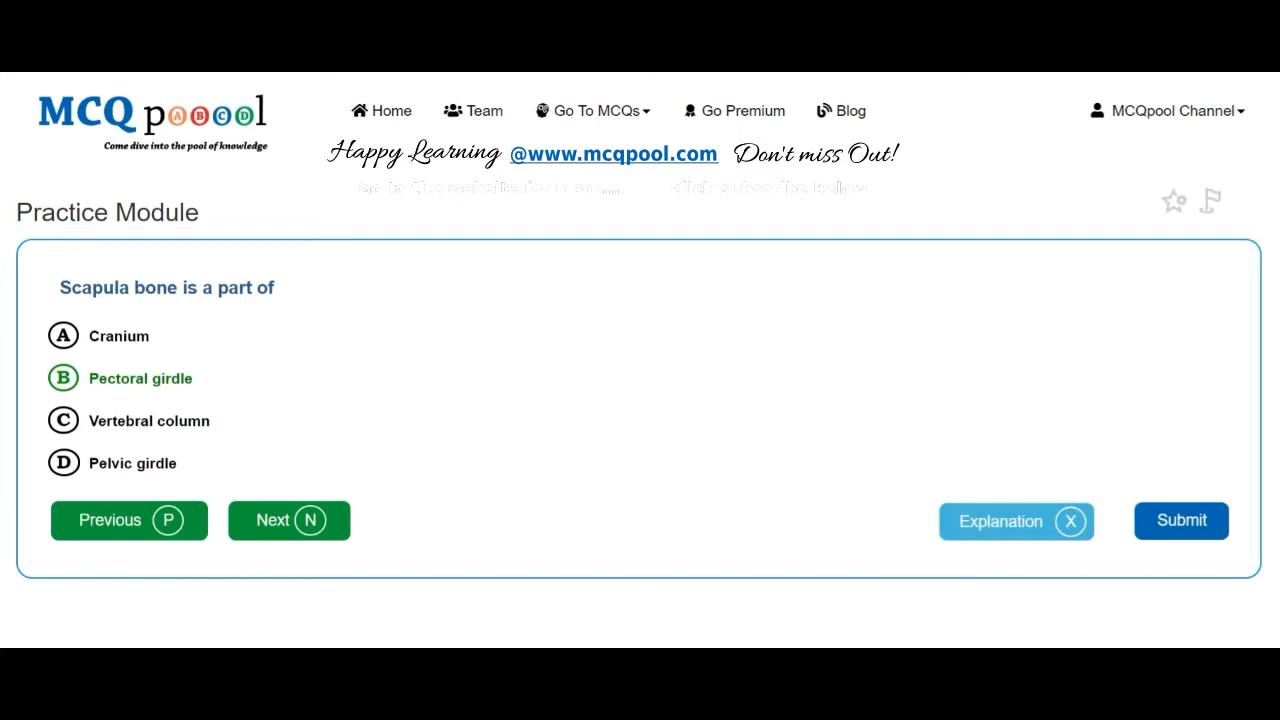 MCQ pABCDl
Come dive into the pool of knowledge
Home Team Go To MCQs Go Premium Blog MCQpool Channel
Happy Learning @www.mcqpool.com Don't miss Out!
Practice Module
Scapula bone is a part of
A Cranium
B Pectoral girdle
C Vertebral column
D Pelvic girdle
Previous P Next N Explanation X Submit